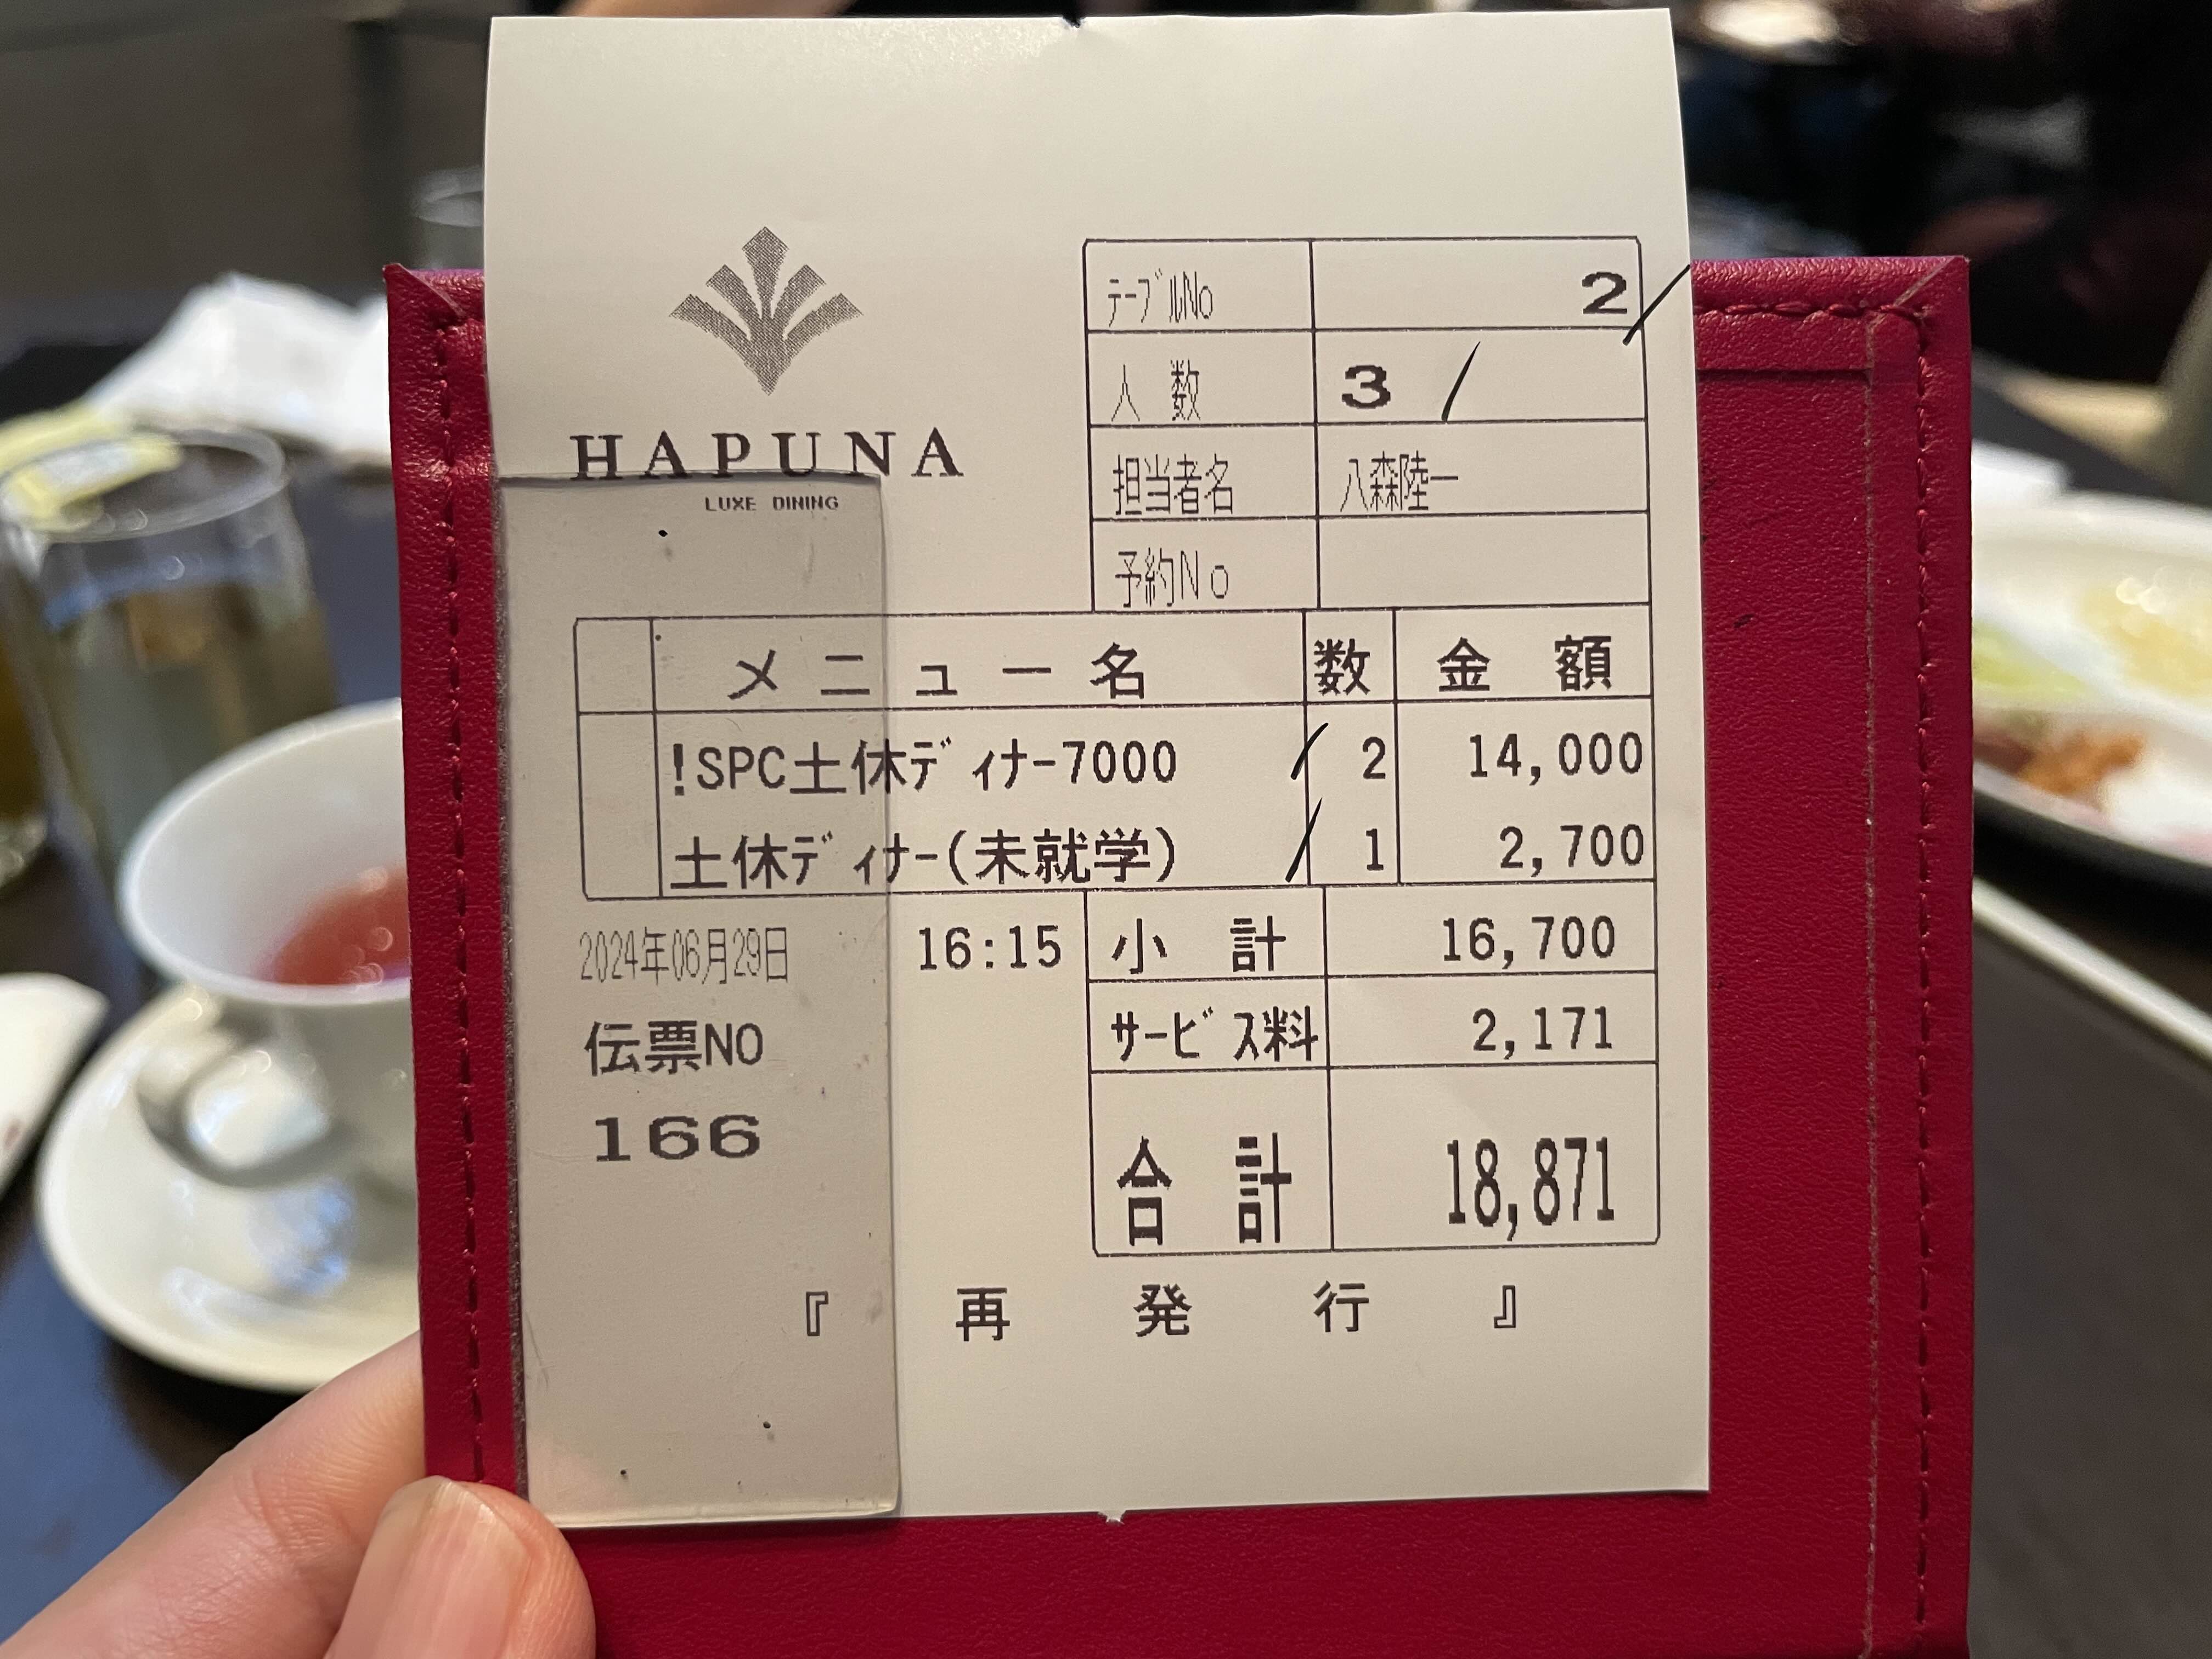 HAPUNA
LUXE DINING
ﾃｰﾌﾞﾙNo 2
人数 3
担当者名 八森陸一
予約No
メニュー名 数 金額
!SPC土休ﾃﾞｨﾅｰ7000 2 14,000
土休ﾃﾞｨﾅｰ(未就学) 1 2,700
2024年06月29日 16:15 小計 16,700
伝票NO ｻｰﾋﾞｽ料 2,171
166 合計 18,871
『再発行』